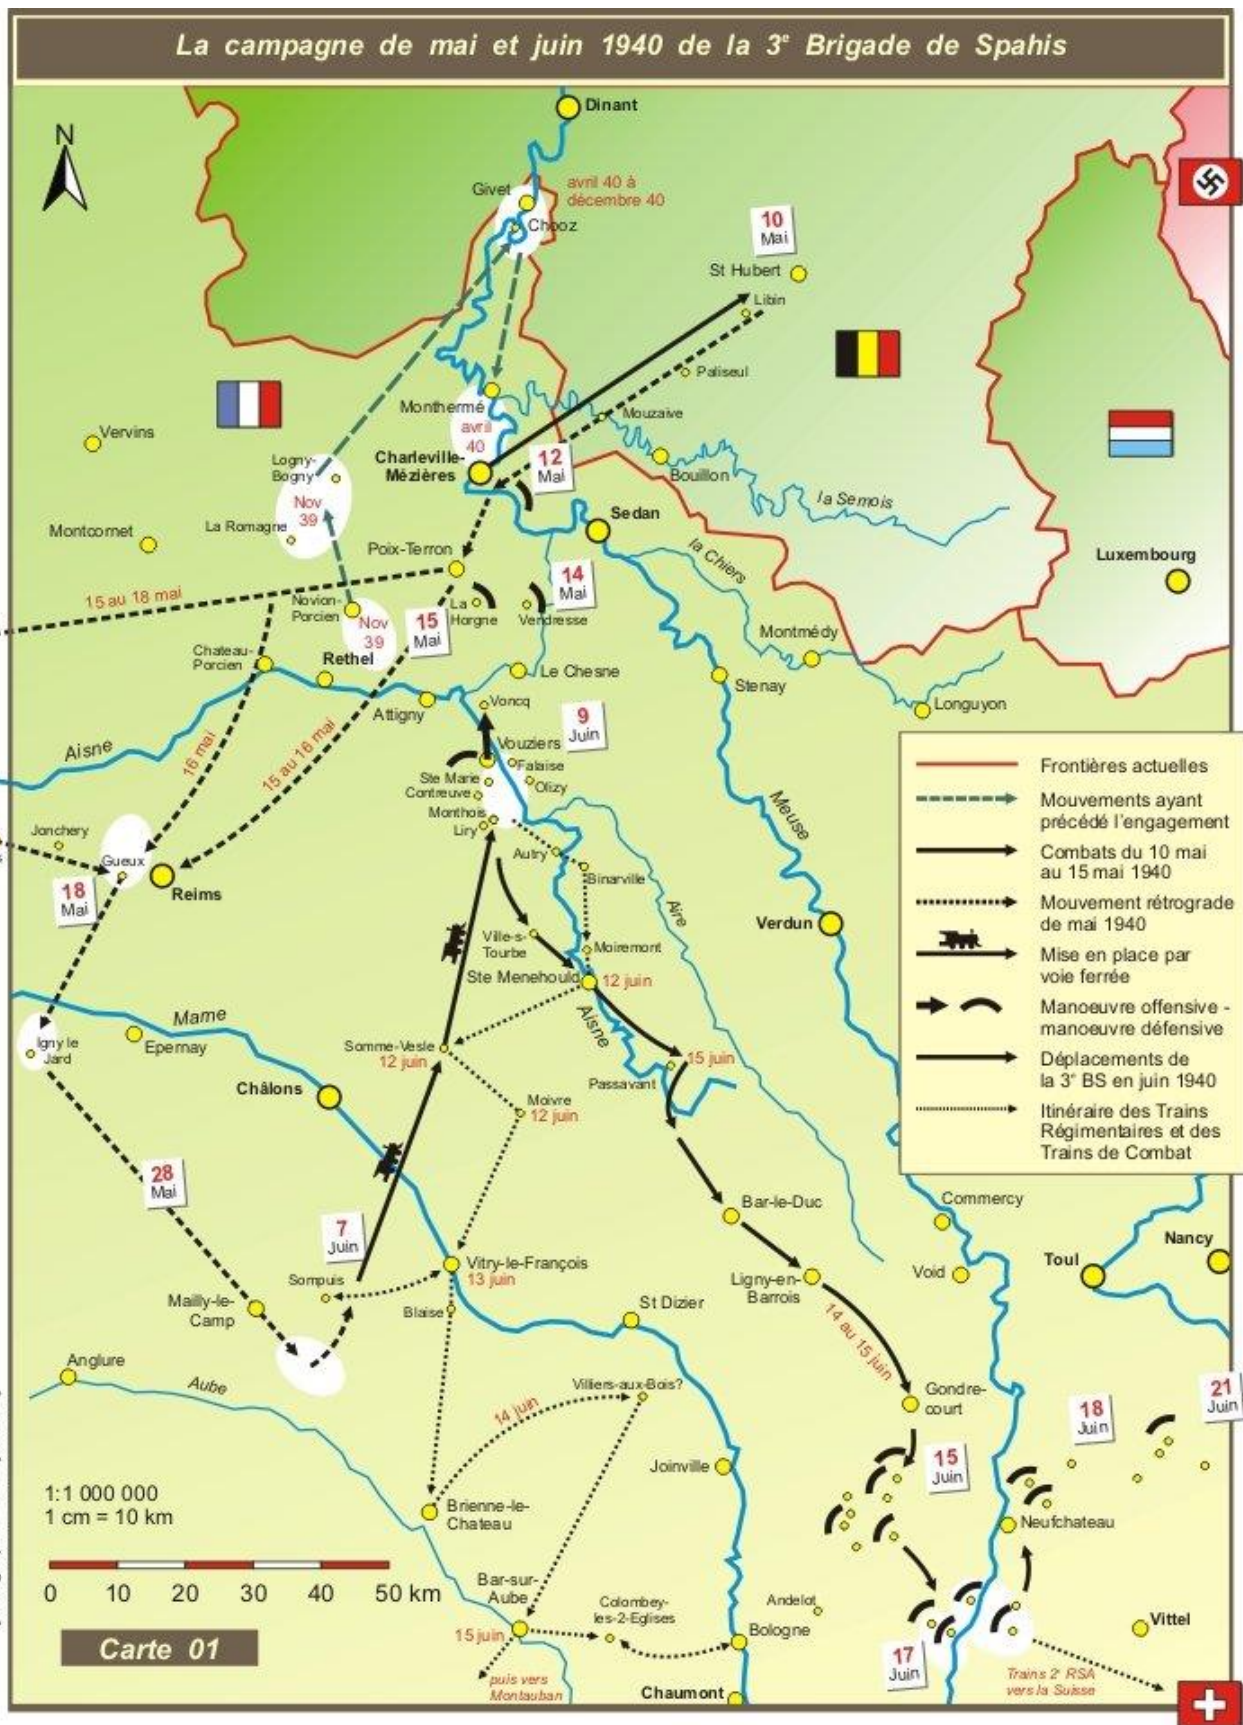 La campagne de mai et juin 1940 de la 3e Brigade de Spahis
N
Dinant
Givet
avril 40 à
décembre 40
Chooz
10
Mai
St Hubert
Libin
Paliseul
Mouzaive
Monthermé
avril
40
Vervins
Charleville-
Mézières
12
Mai
Bouillon
Logny-
Bogny
Nov
39
la Semois
La Romagne
Sedan
Montcornet
Poix-Terron
la Chiers
Luxembourg
14
Mai
15 au 18 mai
Novion-
Porcien
Nov
39
15
Mai
La
Horgne
Vendresse
Montmédy
Chateau-
Porcien
Rethel
Le Chesne
Stenay
Attigny
Voncq
Longuyon
9
Juin
Aisne
16 mai
15 au 16 mai
Vouziers
Falaise
Ste Marie
Olizy
Contreuve
Monthois
Liry
Meuse
Jonchery
Gueux
Autry
Binarville
18
Mai
Reims
Aire
Verdun
Ville-s-
Tourbe
Moiremont
Ste Menehould
12 juin
Aisne
Marne
Igny le
Jard
Epernay
Somme-Vesle
12 juin
15 juin
Passavant
Châlons
Moivre
12 juin
28
Mai
7
Juin
Bar-le-Duc
Commercy
Nancy
Toul
Void
Sompuis
Vitry-le-François
13 juin
Ligny-en-
Barrois
Mailly-le-
Camp
Blaise
St Dizier
14 au 15 juin
Anglure
Aube
Villiers-aux-Bois?
14 juin
Gondre-
court
21
Juin
18
Juin
15
Juin
Joinville
1:1 000 000
1 cm = 10 km
Brienne-le-
Chateau
Neufchateau
0 10 20 30 40 50 km
Bar-sur-
Aube
Colombey-
les-2-Eglises
Andelot
Vittel
15 juin
Bologne
17
Juin
Carte 01
puis vers
Montauban
Chaumont
Trains 2e RSA
vers la Suisse
Frontières actuelles
Mouvements ayant
précédé l'engagement
Combats du 10 mai
au 15 mai 1940
Mouvement rétrograde
de mai 1940
Mise en place par
voie ferrée
Manoeuvre offensive -
manoeuvre défensive
Déplacements de
la 3e BS en juin 1940
Itinéraire des Trains
Régimentaires et des
Trains de Combat